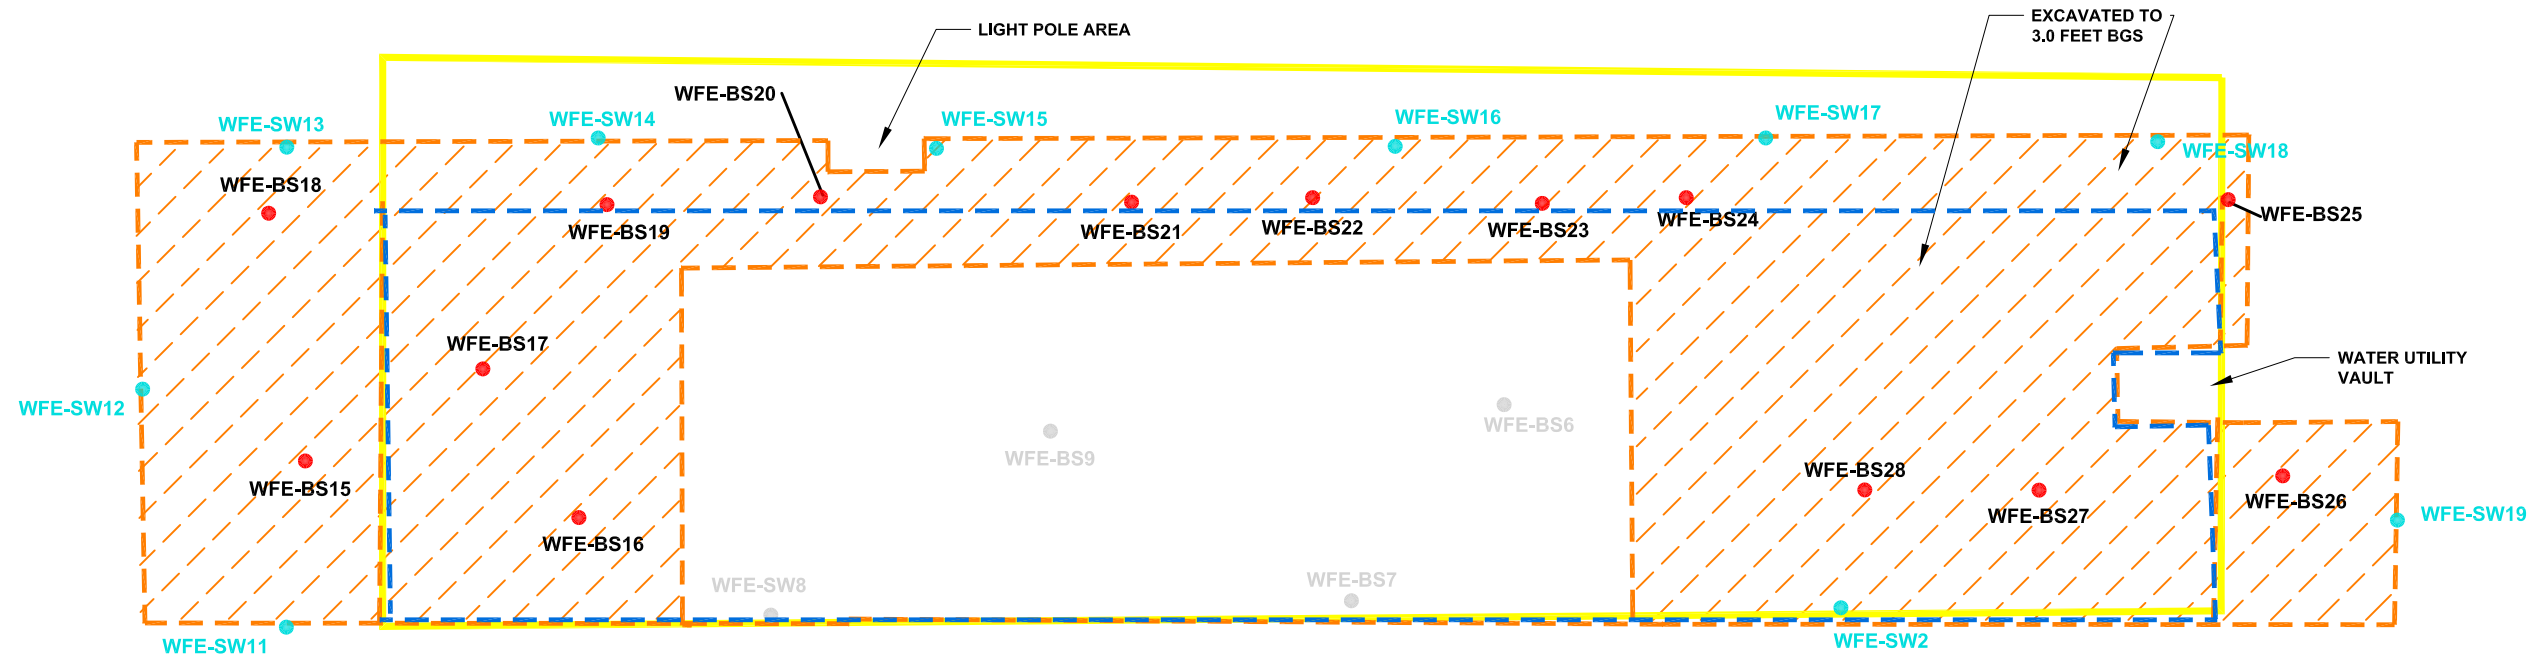 EXCAVATED TO
3.0 FEET BGS
LIGHT POLE AREA
WFE-BS20
WFE-SW13
WFE-SW14
WFE-SW15
WFE-SW16
WFE-SW17
WFE-SW18
WFE-BS18
WFE-BS19
WFE-BS21
WFE-BS22
WFE-BS23
WFE-BS24
WFE-BS25
WFE-BS17
WATER UTILITY
VAULT
WFE-SW12
WFE-BS9
WFE-BS6
WFE-BS15
WFE-BS28
WFE-BS27
WFE-BS26
WFE-SW19
WFE-BS16
WFE-SW8
WFE-BS7
WFE-SW11
WFE-SW2